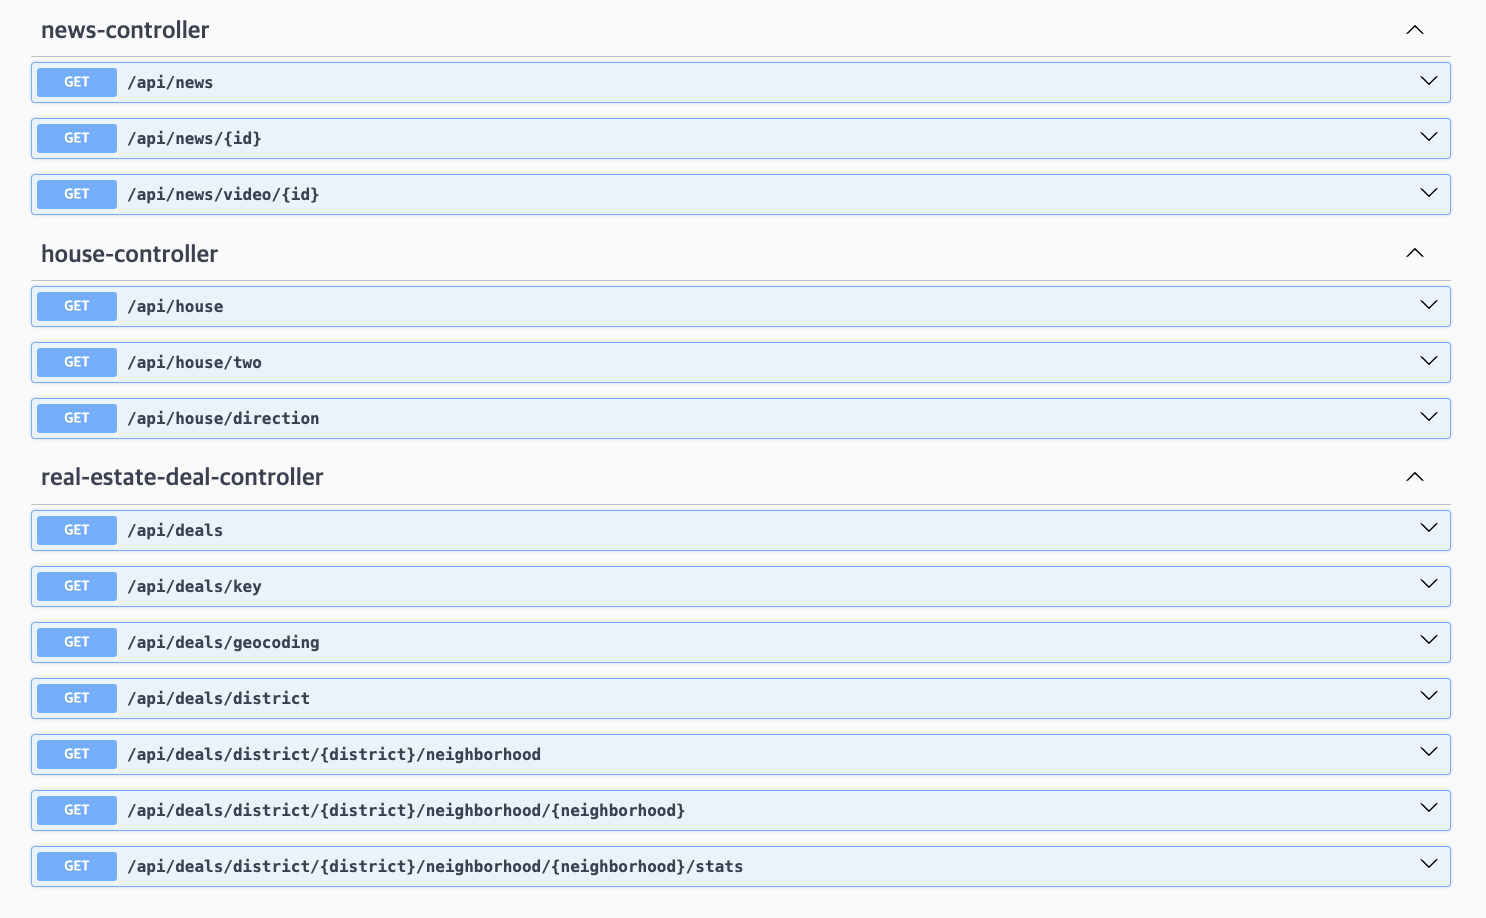 news-controller
GET /api/news
GET /api/news/{id}
GET /api/news/video/{id}
house-controller
GET /api/house
GET /api/house/two
GET /api/house/direction
real-estate-deal-controller
GET /api/deals
GET /api/deals/key
GET /api/deals/geocoding
GET /api/deals/district
GET /api/deals/district/{district}/neighborhood
GET /api/deals/district/{district}/neighborhood/{neighborhood}
GET /api/deals/district/{district}/neighborhood/{neighborhood}/stats